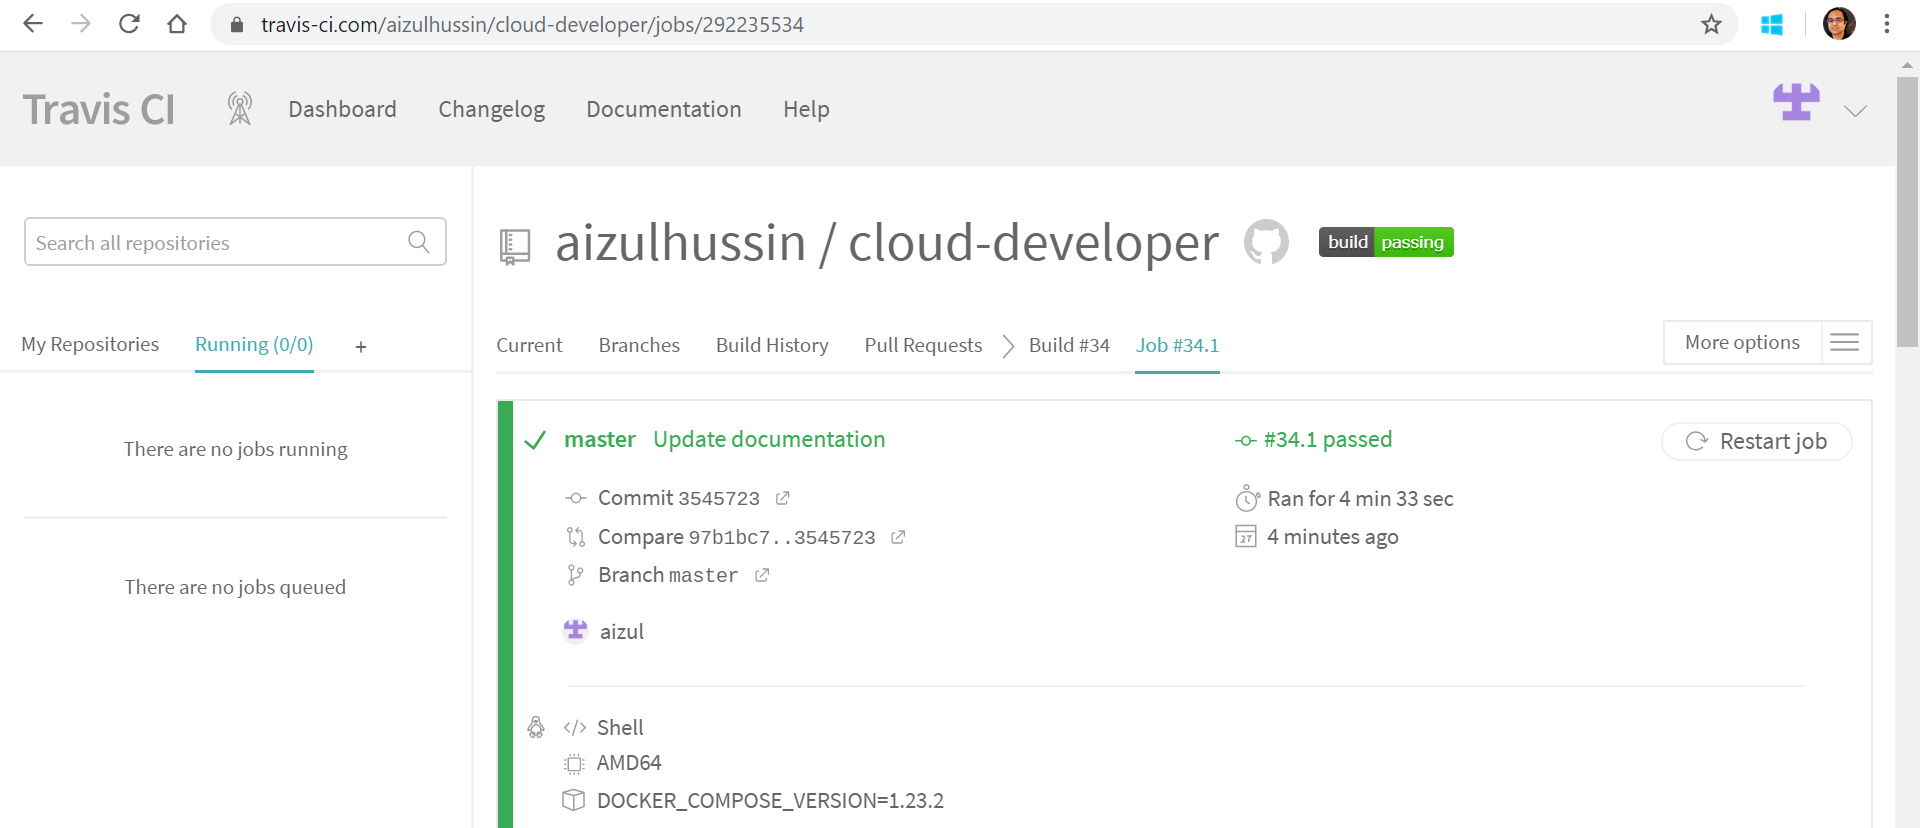 travis-ci.com/aizulhussin/cloud-developer/jobs/292235534
Travis CI
Dashboard
Changelog
Documentation
Help
Search all repositories
aizulhussin / cloud-developer
build passing
My Repositories
Running (0/0)
+
Current
Branches
Build History
Pull Requests
Build #34
Job #34.1
More options
There are no jobs running
There are no jobs queued
master Update documentation
#34.1 passed
Restart job
Commit 3545723
Ran for 4 min 33 sec
Compare 97b1bc7..3545723
27
4 minutes ago
Branch master
aizul
</> Shell
AMD64
DOCKER_COMPOSE_VERSION=1.23.2